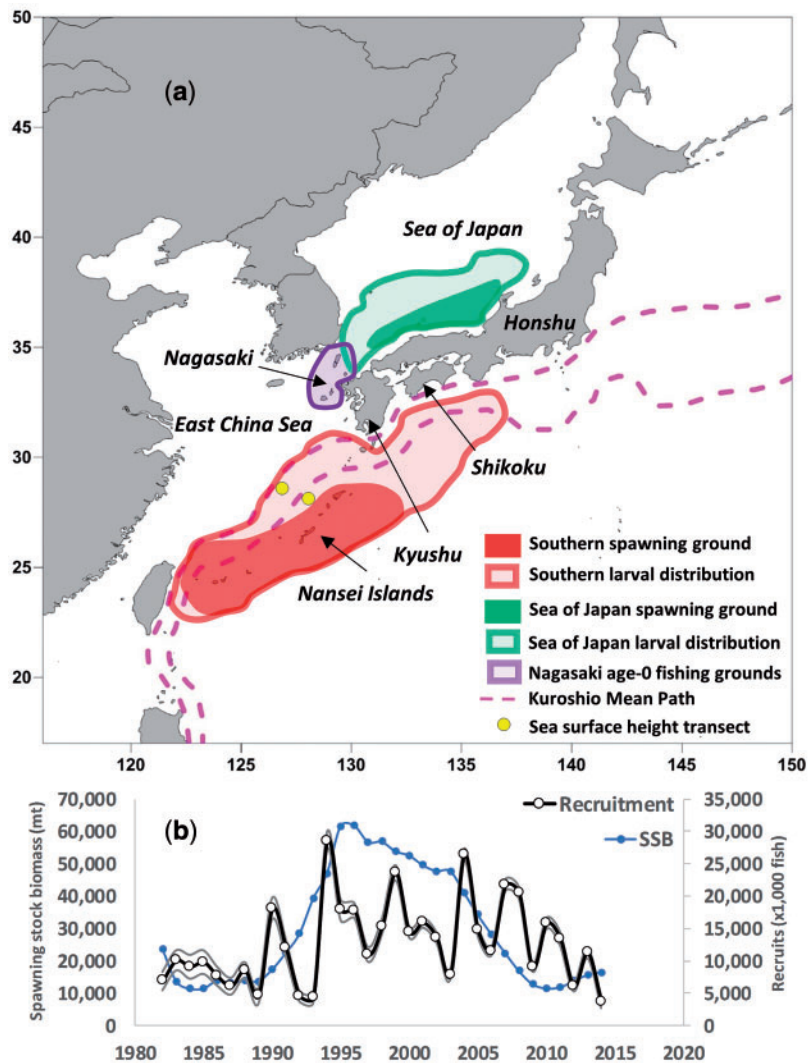 50
(a)
45
40
Sea of Japan
Honshu
35
Nagasaki
East China Sea
Shikoku
30
Kyushu
Nansei Islands
25
20
Southern spawning ground
Southern larval distribution
Sea of Japan spawning ground
Sea of Japan larval distribution
Nagasaki age-0 fishing grounds
Kuroshio Mean Path
Sea surface height transect
120 125 130 135 140 145 150
(b)
Recruitment
SSB
Spawning stock biomass (mt)
70,000
60,000
50,000
40,000
30,000
20,000
10,000
0
35,000
30,000
25,000
20,000
15,000
10,000
5,000
0
Recruits (x1,000 fish)
1980 1985 1990 1995 2000 2005 2010 2015 2020